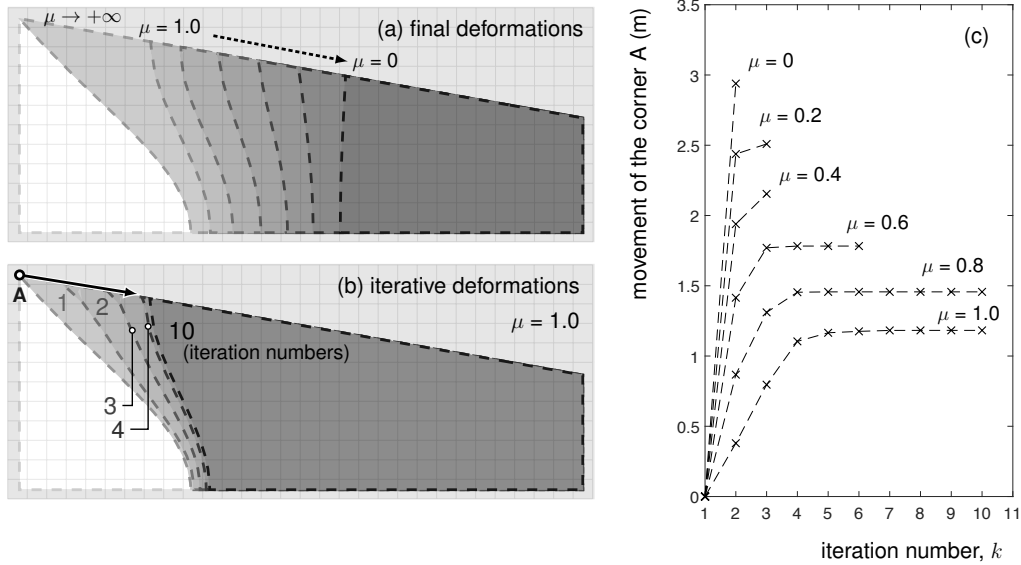 μ → +∞
μ = 1.0
(a) final deformations
μ = 0
A
1
2
(b) iterative deformations
μ = 1.0
10
(iteration numbers)
3
4
movement of the corner A (m)
3.5
3
2.5
2
1.5
1
0.5
0
(c)
μ = 0
μ = 0.2
μ = 0.4
μ = 0.6
μ = 0.8
μ = 1.0
1 2 3 4 5 6 7 8 9 10 11
iteration number, k